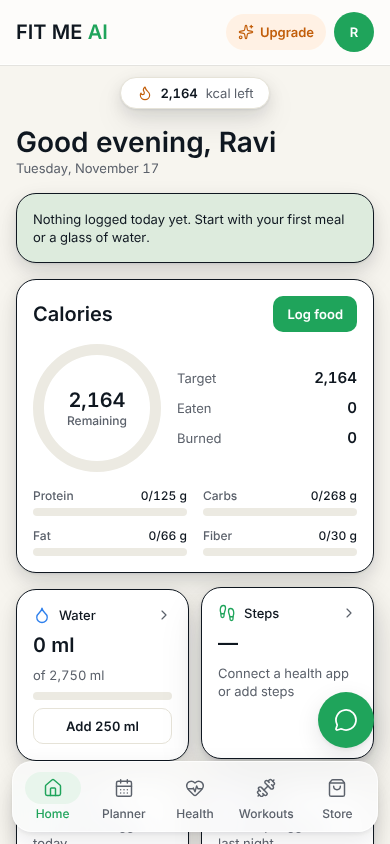 FIT ME AI
Upgrade
R
2,164 kcal left
Good evening, Ravi
Tuesday, November 17
Nothing logged today yet. Start with your first meal
or a glass of water.
Calories
Log food
2,164
Remaining
Target 2,164
Eaten 0
Burned 0
Protein 0/125 g
Carbs 0/268 g
Fat 0/66 g
Fiber 0/30 g
Water
0 ml
of 2,750 ml
Add 250 ml
Steps
—
Connect a health app
or add steps
Home
Planner
Health
Workouts
Store
today
last night